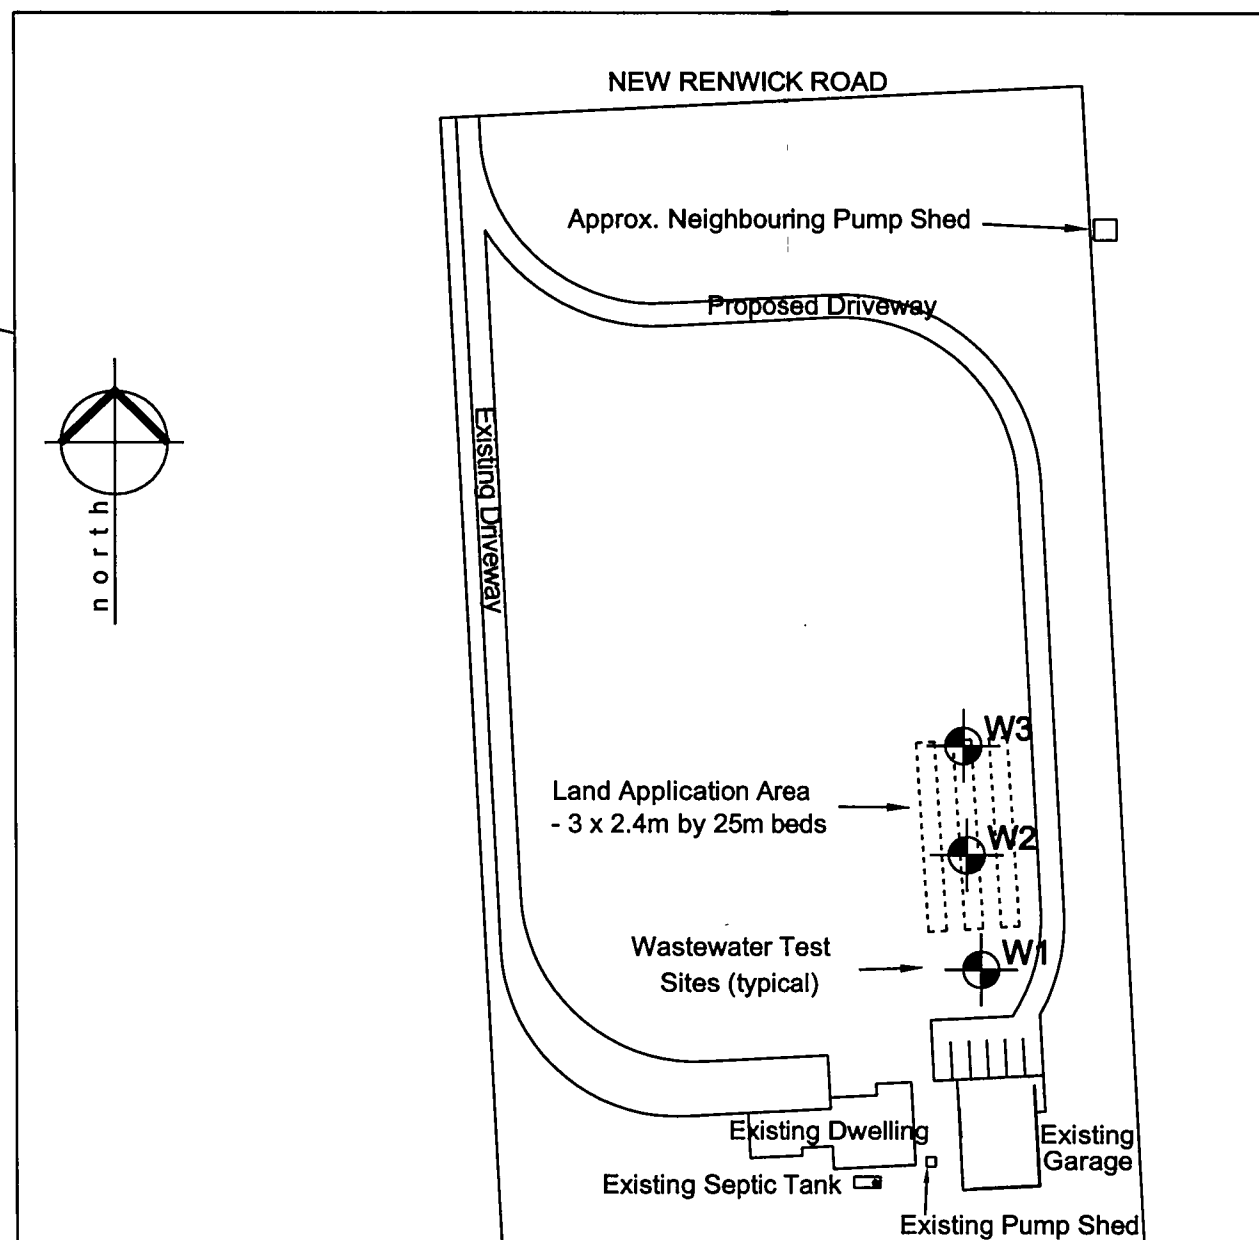 NEW RENWICK ROAD
Approx. Neighbouring Pump Shed
Proposed Driveway
Existing Driveway
north
W3
Land Application Area
- 3 x 2.4m by 25m beds
W2
Wastewater Test
Sites (typical)
W1
Existing Dwelling
Existing
Garage
Existing Septic Tank
Existing Pump Shed